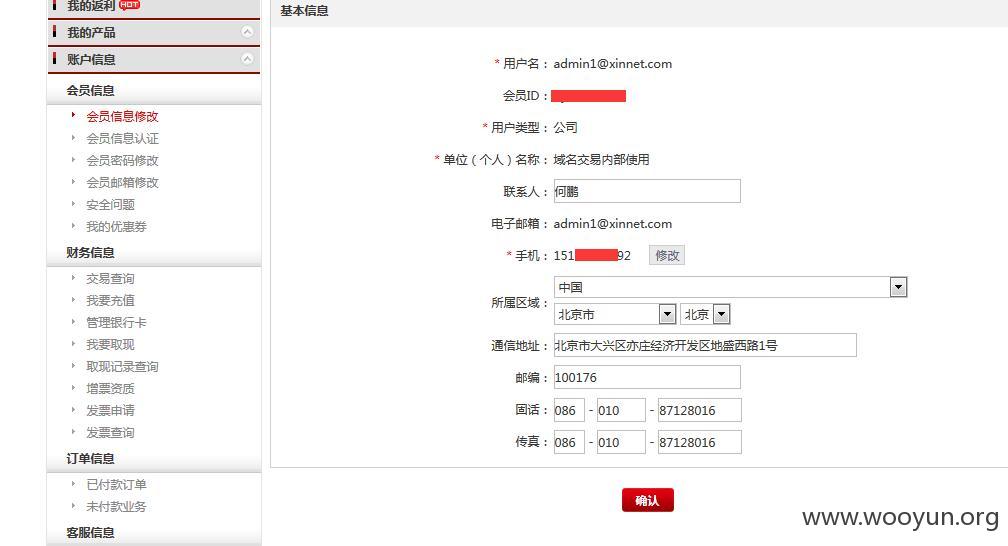 我的返利 HOT
我的产品
账户信息
会员信息
会员信息修改
会员信息认证
会员密码修改
会员邮箱修改
安全问题
我的优惠券
财务信息
交易查询
我要充值
管理银行卡
我要取现
取现记录查询
增票资质
发票申请
发票查询
订单信息
已付款订单
未付款业务
客服信息
基本信息
* 用户名： admin1@xinnet.com
会员ID：
* 用户类型： 公司
* 单位（个人）名称： 域名交易内部使用
联系人： 何鹏
电子邮箱： admin1@xinnet.com
* 手机： 151 92 修改
所属区域： 中国
北京市 北京
通信地址： 北京市大兴区亦庄经济开发区地盛西路1号
邮编： 100176
固话： 086 - 010 - 87128016
传真： 086 - 010 - 87128016
确认
www.wooyun.org